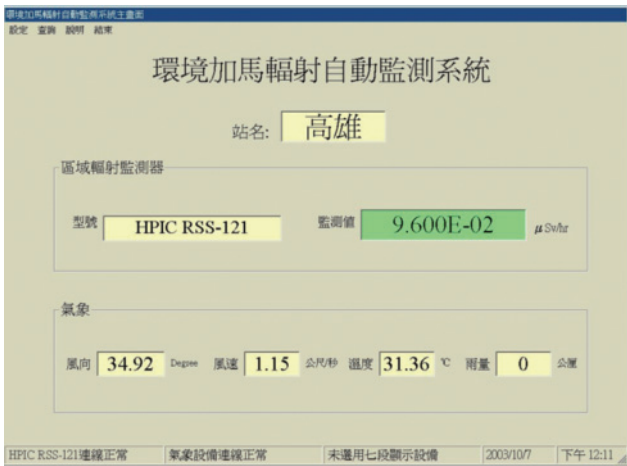 環境加馬輻射自動監測系統主畫面
設定 查詢 說明 結束
環境加馬輻射自動監測系統
站名: 高雄
區域輻射監測器
型號 HPIC RSS-121 監測值 9.600E-02 μSv/hr
氣象
風向 34.92 Degree 風速 1.15 公尺/秒 溫度 31.36 ℃ 雨量 0 公厘
HPIC RSS-121連線正常 氣象設備連線正常 未選用七段顯示設備 2003/10/7 下午 12:11